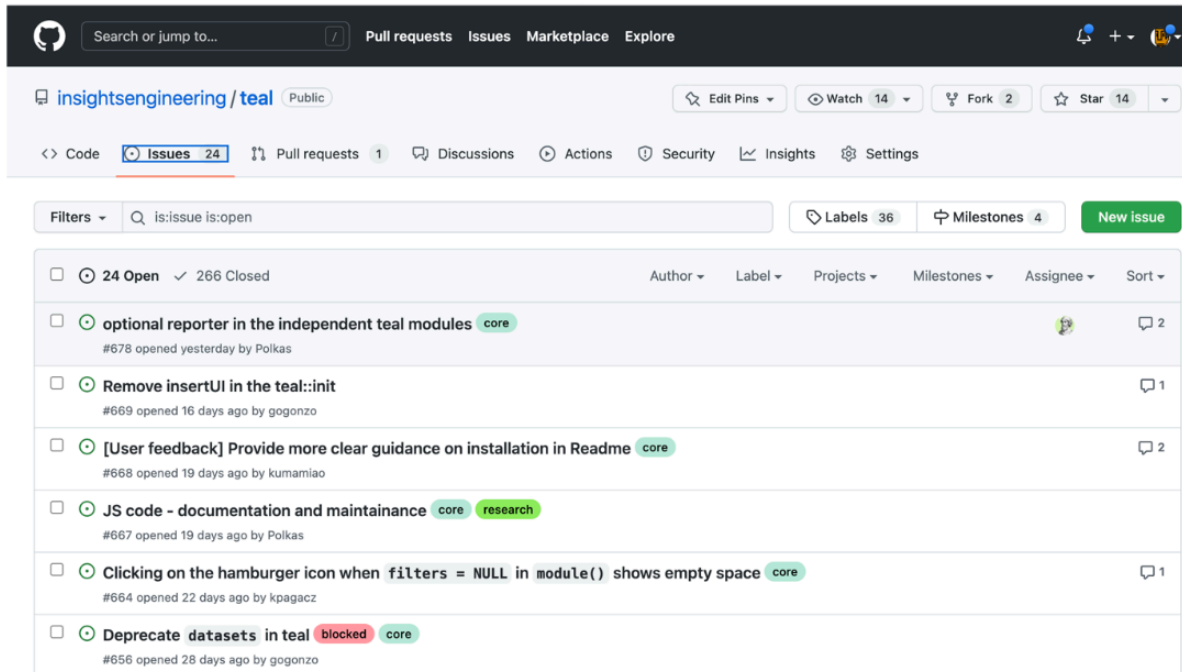 Search or jump to... / Pull requests Issues Marketplace Explore
insightsengineering / teal Public Edit Pins Watch 14 Fork 2 Star 14
<> Code Issues 24 Pull requests 1 Discussions Actions Security Insights Settings
Filters is:issue is:open Labels 36 Milestones 4 New issue
24 Open 266 Closed Author Label Projects Milestones Assignee Sort
optional reporter in the independent teal modules core 2
#678 opened yesterday by Polkas
Remove insertUI in the teal::init 1
#669 opened 16 days ago by gogonzo
[User feedback] Provide more clear guidance on installation in Readme core 2
#668 opened 19 days ago by kumamiao
JS code - documentation and maintainance core research
#667 opened 19 days ago by Polkas
Clicking on the hamburger icon when filters = NULL in module() shows empty space core 1
#664 opened 22 days ago by kpagacz
Deprecate datasets in teal blocked core
#656 opened 28 days ago by gogonzo